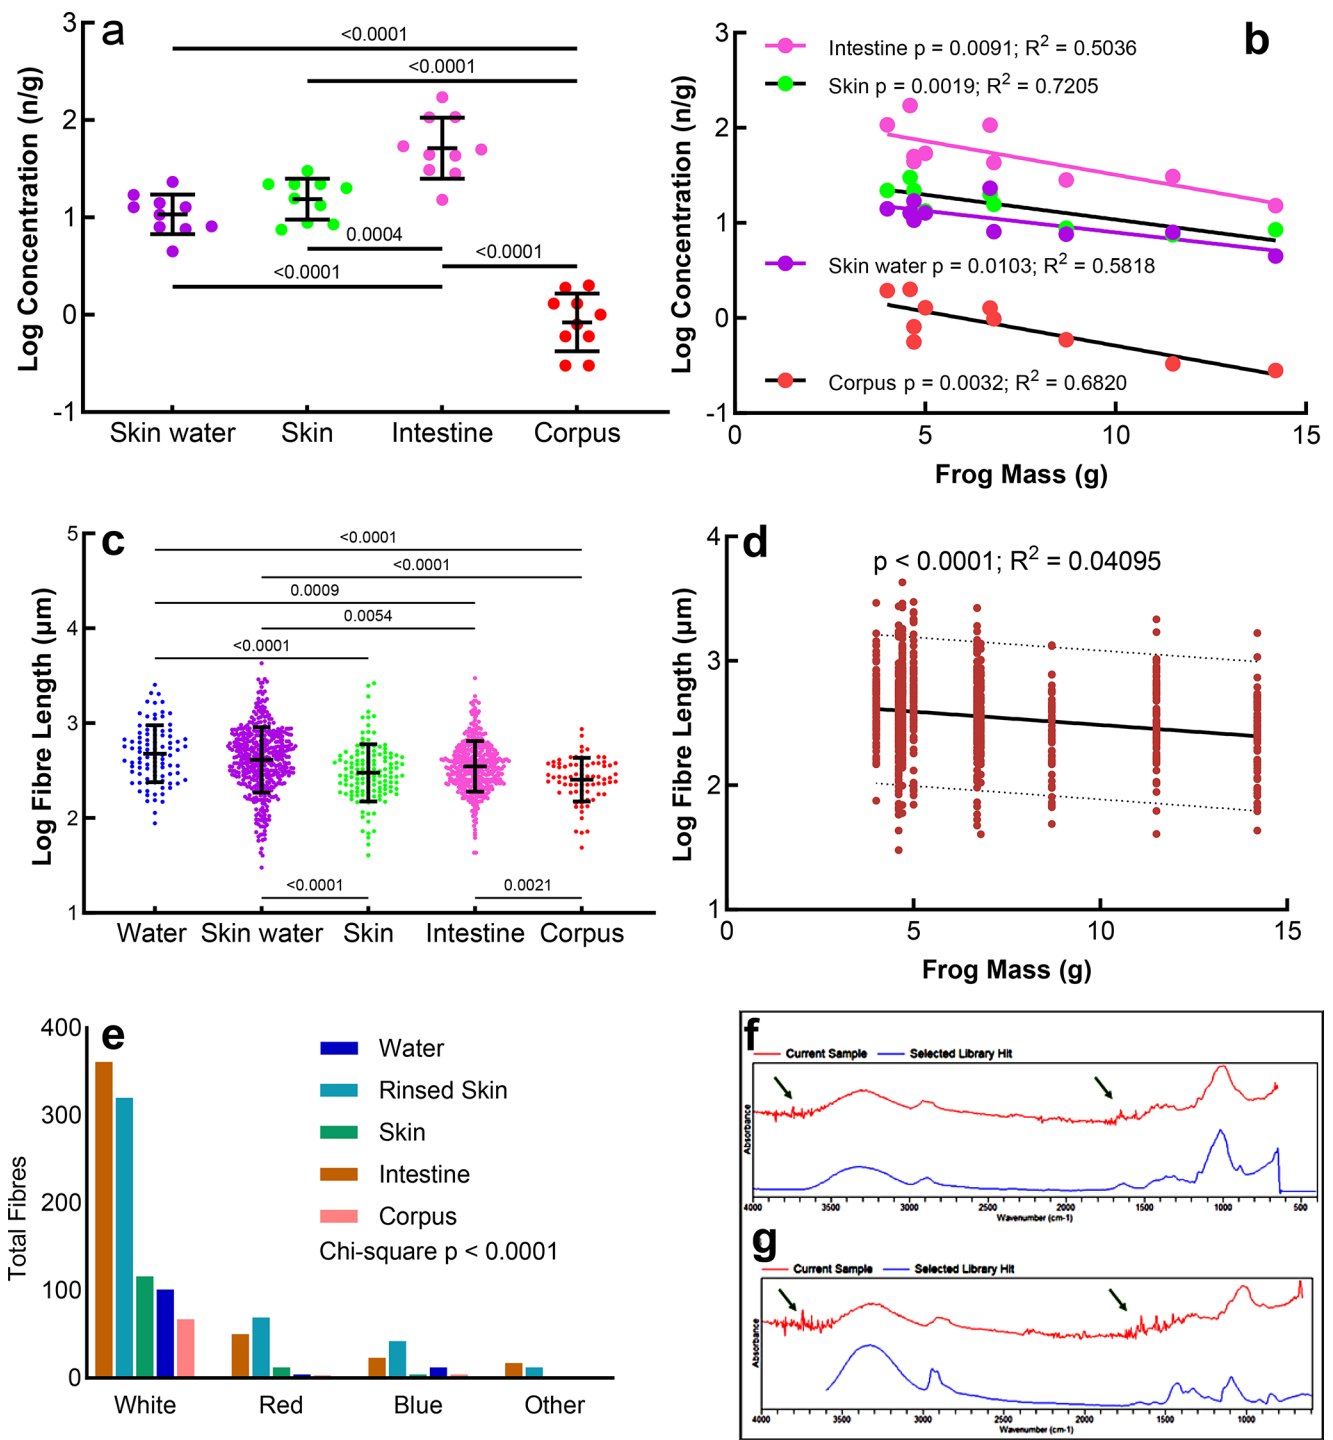 a
Log Concentration (n/g)
3
2
1
0
-1
<0.0001
<0.0001
0.0004
<0.0001
<0.0001
Skin water
Skin
Intestine
Corpus
b
Log Concentration (n/g)
3
2
1
0
-1
Intestine p = 0.0091; R² = 0.5036
Skin p = 0.0019; R² = 0.7205
Skin water p = 0.0103; R² = 0.5818
Corpus p = 0.0032; R² = 0.6820
0
5
10
15
Frog Mass (g)
c
Log Fibre Length (μm)
5
4
3
2
1
<0.0001
<0.0001
0.0009
0.0054
<0.0001
<0.0001
0.0021
Water
Skin water
Skin
Intestine
Corpus
d
p < 0.0001; R² = 0.04095
Log Fibre Length (μm)
4
3
2
1
5
10
15
Frog Mass (g)
e
Total Fibres
400
300
200
100
0
Water
Rinsed Skin
Skin
Intestine
Corpus
Chi-square p < 0.0001
White
Red
Blue
Other
f
Current Sample
Selected Library Hit
Absorbance
4000
3500
3000
2500
2000
1500
1000
500
Wavenumber (cm-1)
g
Current Sample
Selected Library Hit
Absorbance
4000
3500
3000
2500
2000
1500
1000
Wavenumber (cm-1)